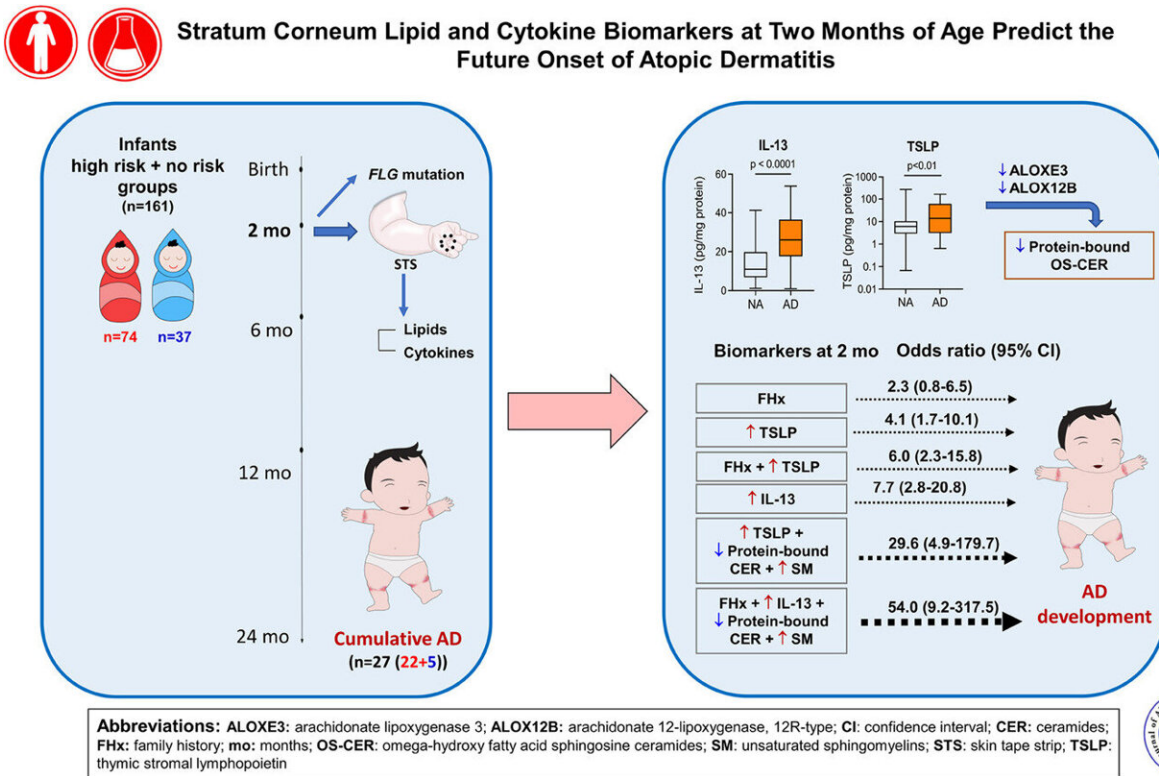 Stratum Corneum Lipid and Cytokine Biomarkers at Two Months of Age Predict the
Future Onset of Atopic Dermatitis
Infants
high risk + no risk
groups
(n=161)
n=74
n=37
Birth
2 mo
6 mo
12 mo
24 mo
FLG mutation
STS
Lipids
Cytokines
Cumulative AD
(n=27 (22+5))
IL-13
p < 0.0001
IL-13 (pg/mg protein)
60
40
20
0
NA
AD
TSLP
p<0.01
TSLP (pg/mg protein)
1000
100
10
1
0.1
0.01
NA
AD
↓ALOXE3
↓ALOX12B
↓ Protein-bound
OS-CER
Biomarkers at 2 mo Odds ratio (95% CI)
FHx
2.3 (0.8-6.5)
↑ TSLP
4.1 (1.7-10.1)
FHx + ↑ TSLP
6.0 (2.3-15.8)
↑ IL-13
7.7 (2.8-20.8)
↑ TSLP +
↓ Protein-bound
CER + ↑ SM
29.6 (4.9-179.7)
FHx + ↑ IL-13 +
↓ Protein-bound
CER + ↑ SM
54.0 (9.2-317.5)
AD
development
Abbreviations: ALOXE3: arachidonate lipoxygenase 3; ALOX12B: arachidonate 12-lipoxygenase, 12R-type; CI: confidence interval; CER: ceramides;
FHx: family history; mo: months; OS-CER: omega-hydroxy fatty acid sphingosine ceramides; SM: unsaturated sphingomyelins; STS: skin tape strip; TSLP:
thymic stromal lymphopoietin